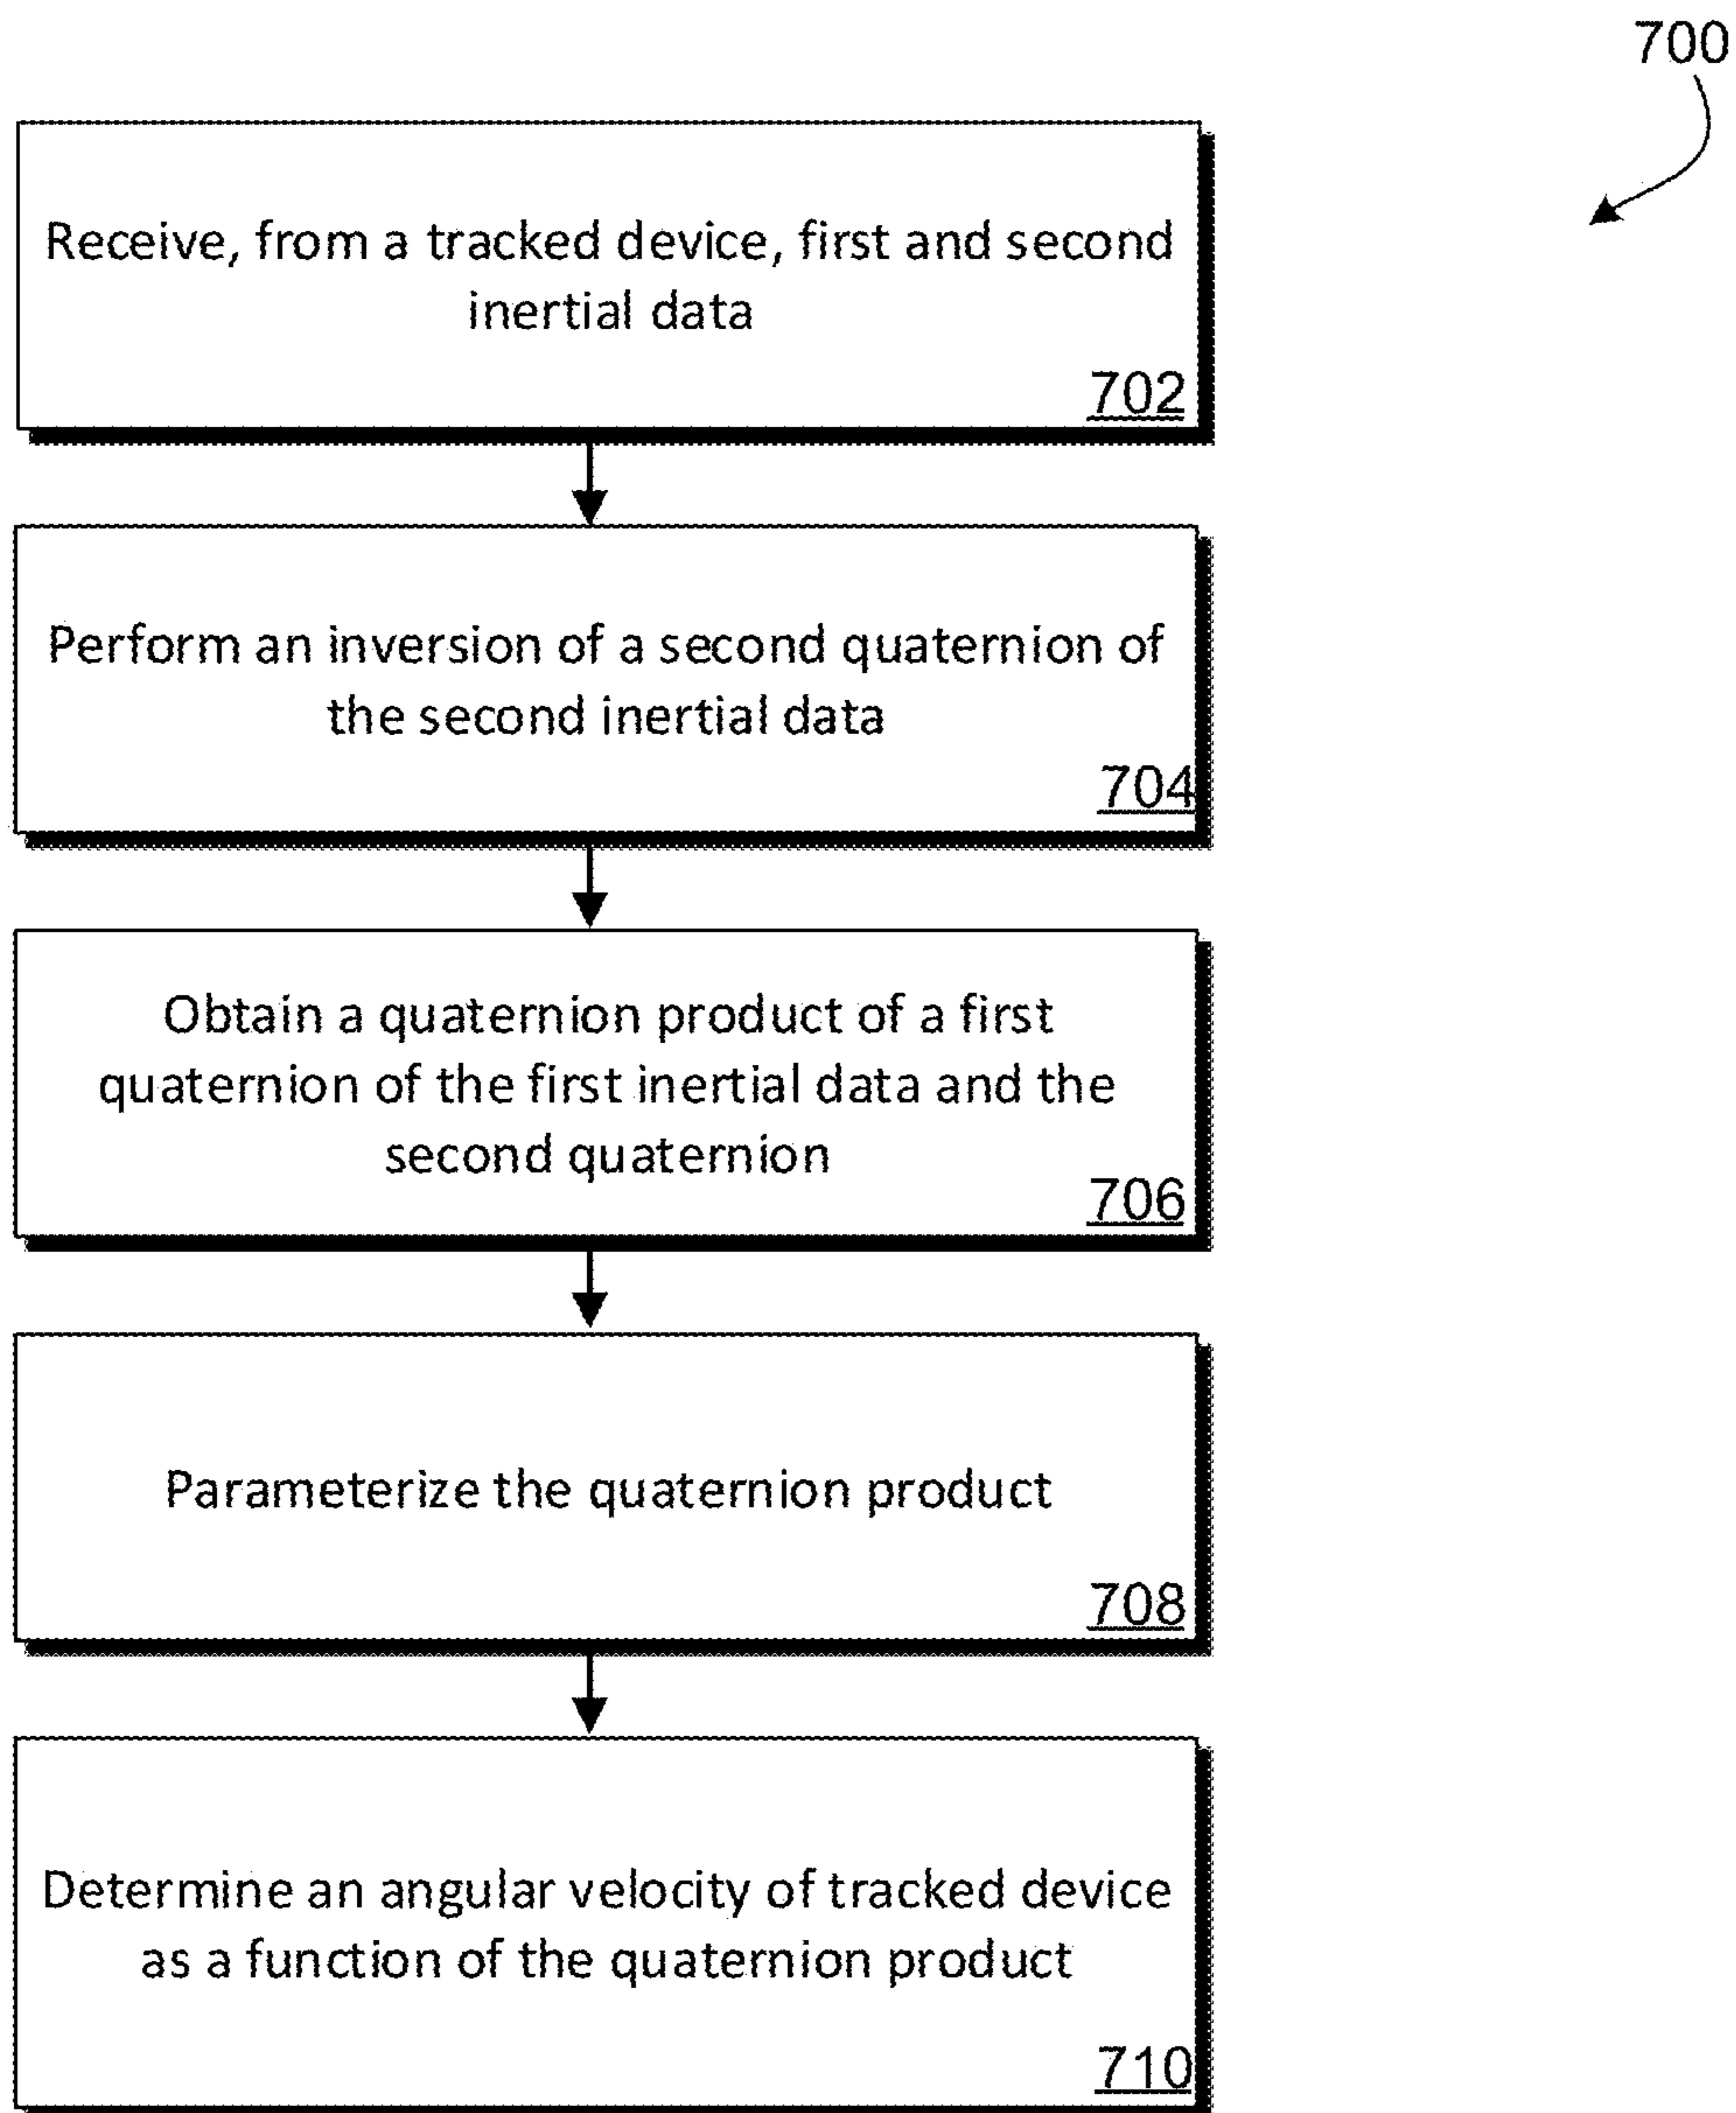 700
Receive, from a tracked device, first and second
inertial data
702
Perform an inversion of a second quaternion of
the second inertial data
704
Obtain a quaternion product of a first
quaternion of the first inertial data and the
second quaternion
706
Parameterize the quaternion product
708
Determine an angular velocity of tracked device
as a function of the quaternion product
710